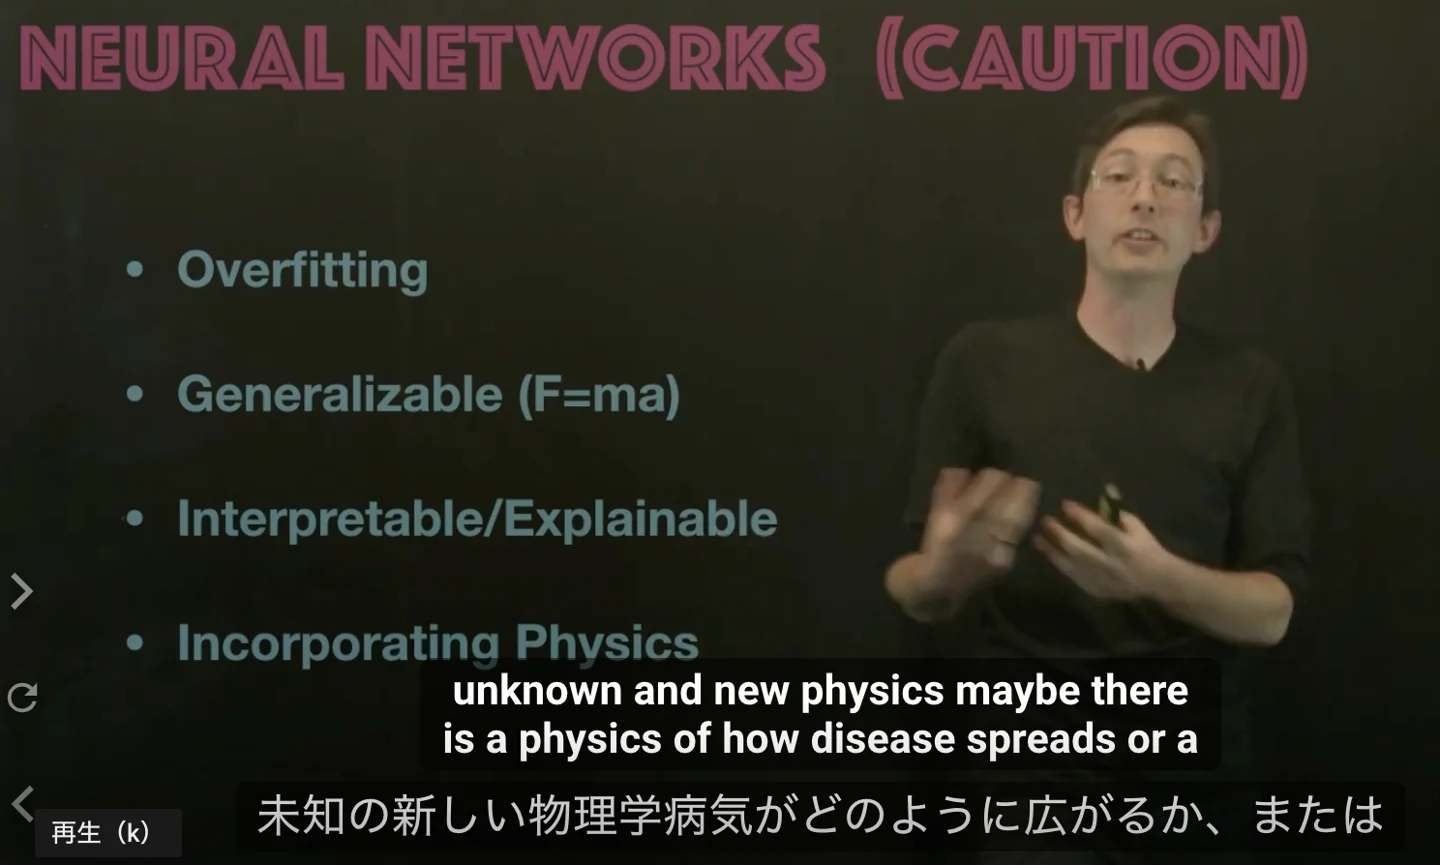 NEURAL NETWORKS (CAUTION)
• Overfitting
• Generalizable (F=ma)
• Interpretable/Explainable
• Incorporating Physics
unknown and new physics maybe there
is a physics of how disease spreads or a
未知の新しい物理学病気がどのように広がるか、または
再生（k）